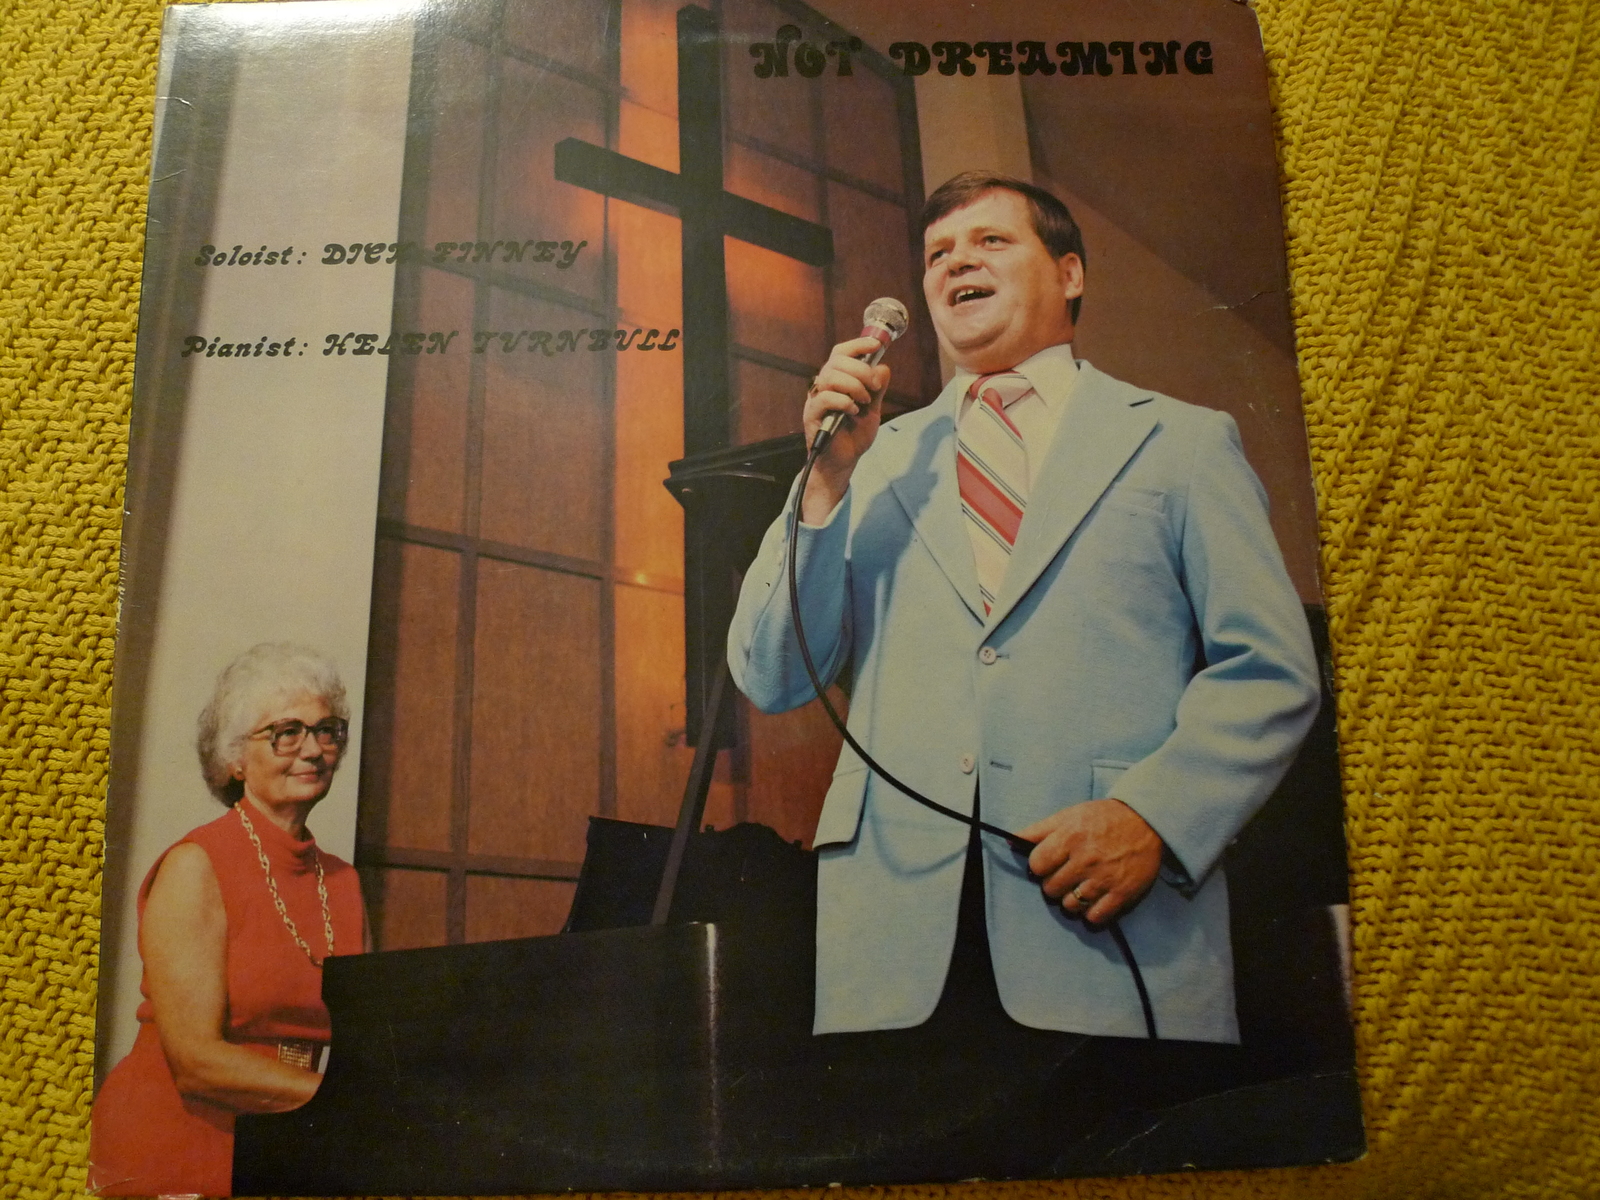 NOT DREAMING
Soloist: DICK FINNEY
Pianist: HELEN TURNBULL